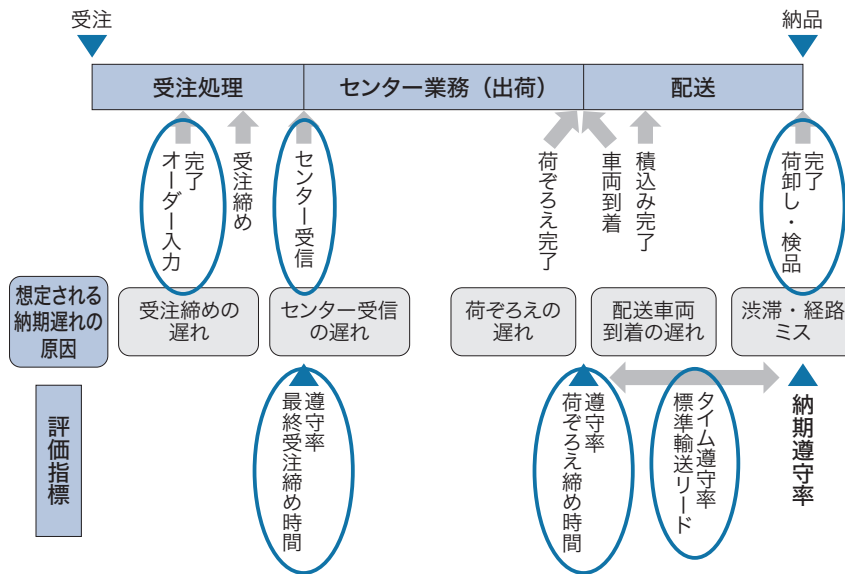 受注
納品
受注処理
センター業務（出荷）
配送
オーダー入力
完了
受注締め
センター受信
荷ぞろえ完了
車両到着
積込み完了
荷卸し・検品
完了
想定される
納期遅れの
原因
受注締めの
遅れ
センター受信
の遅れ
荷ぞろえの
遅れ
配送車両
到着の遅れ
渋滞・経路
ミス
評価指標
最終受注締め時間
遵守率
荷ぞろえ締め時間
遵守率
標準輸送リード
タイム遵守率
納期遵守率